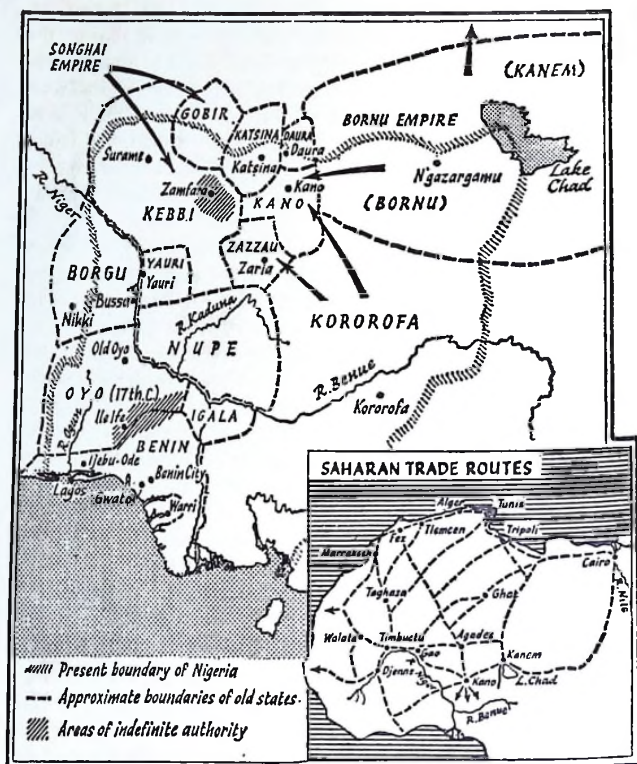 SONGHAI
EMPIRE
(KANEM)
GOBIR
KATSINA
DAURA
Daura
BORNU EMPIRE
Surame
Katsina
N'gazargamu
Lake
Chad
R. Niger
Zamfara
Kano
KEBBI
KANO
(BORNU)
ZAZZAU
Zaria
BORGU
YAURI
Yauri
Bussa
R. Kaduna
KOROROFA
Nikki
NUPE
Old Oyo
R. Benue
OYO (17th.C.)
Kororofa
IGALA
Ile Ife
R. Ogun
BENIN
Ijebu-Ode
Benin City
Lagos
R.
Gwato
Warri
SAHARAN TRADE ROUTES
Alger
Tunis
Fez
Tlemcen
Tripoli
Marrakesh
Cairo
R. Nile
Taghaza
Ghat
Walata
Timbuctu
Gao
Agades
Kanem
Djenne
Kano
L. Chad
R. Benue
Present boundary of Nigeria
Approximate boundaries of old states.
Areas of indefinite authority